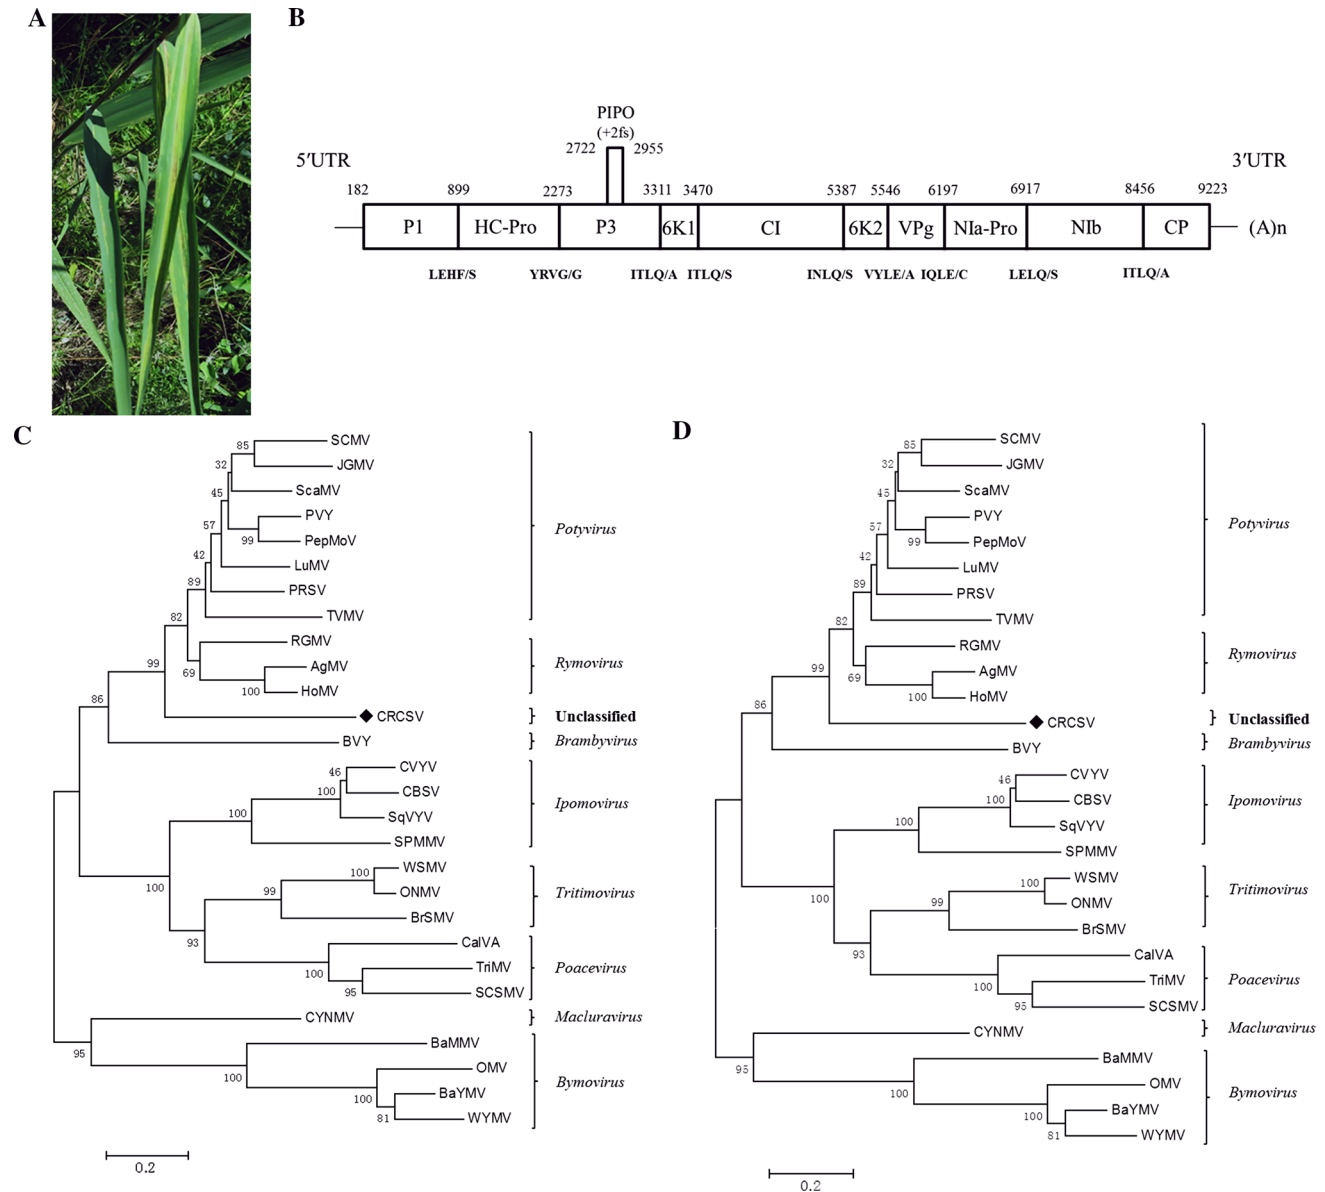 A
B
PIPO
(+2fs)
2722 2955
5′UTR 3′UTR
182 899 2273 3311 3470 5387 5546 6197 6917 8456 9223
P1 HC-Pro P3 6K1 CI 6K2 VPg NIa-Pro NIb CP (A)n
LEHF/S YRVG/G ITLQ/A ITLQ/S INLQ/S VYLE/A IQLE/C LELQ/S ITLQ/A
C
85 SCMV
JGMV
32
ScaMV
45
PVY
57
99 PepMoV
Potyvirus
42
LuMV
89
PRSV
82
TVMV
RGMV
99
69
AgMV
Rymovirus
100 HoMV
86
CRCSV Unclassified
BVY Brambyvirus
46 CVYV
100 CBSV
100
SqVYV
Ipomovirus
SPMMV
100
100 WSMV
99
ONMV
Tritimovirus
BrSMV
93
CalVA
100
TriMV
Poacevirus
95 SCSMV
CYNMV Macluravirus
95
BaMMV
100
OMV
Bymovirus
100 BaYMV
81 WYMV
0.2
D
85 SCMV
JGMV
32
ScaMV
45
PVY
57
99 PepMoV
Potyvirus
42
LuMV
89
PRSV
82
TVMV
RGMV
99
69
AgMV
Rymovirus
100 HoMV
86
CRCSV Unclassified
BVY Brambyvirus
46 CVYV
100 CBSV
100
SqVYV
Ipomovirus
SPMMV
100
100 WSMV
99
ONMV
Tritimovirus
BrSMV
93
CalVA
100
TriMV
Poacevirus
95 SCSMV
CYNMV Macluravirus
95
BaMMV
100
OMV
Bymovirus
100 BaYMV
81 WYMV
0.2